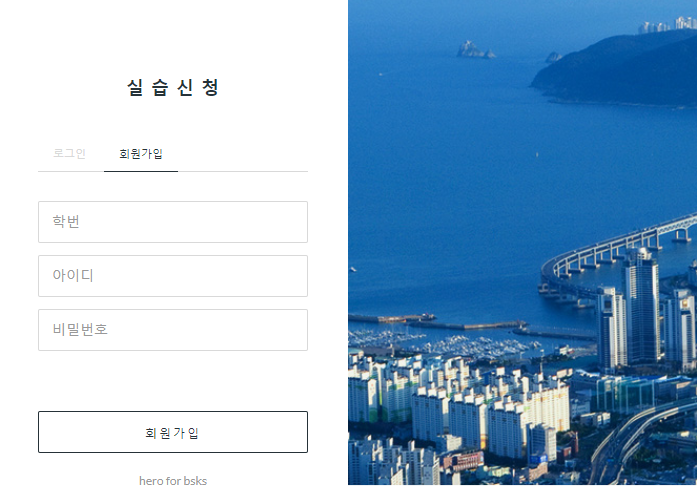 실습신청
로그인 회원가입
학번
아이디
비밀번호
회원가입
hero for bsks